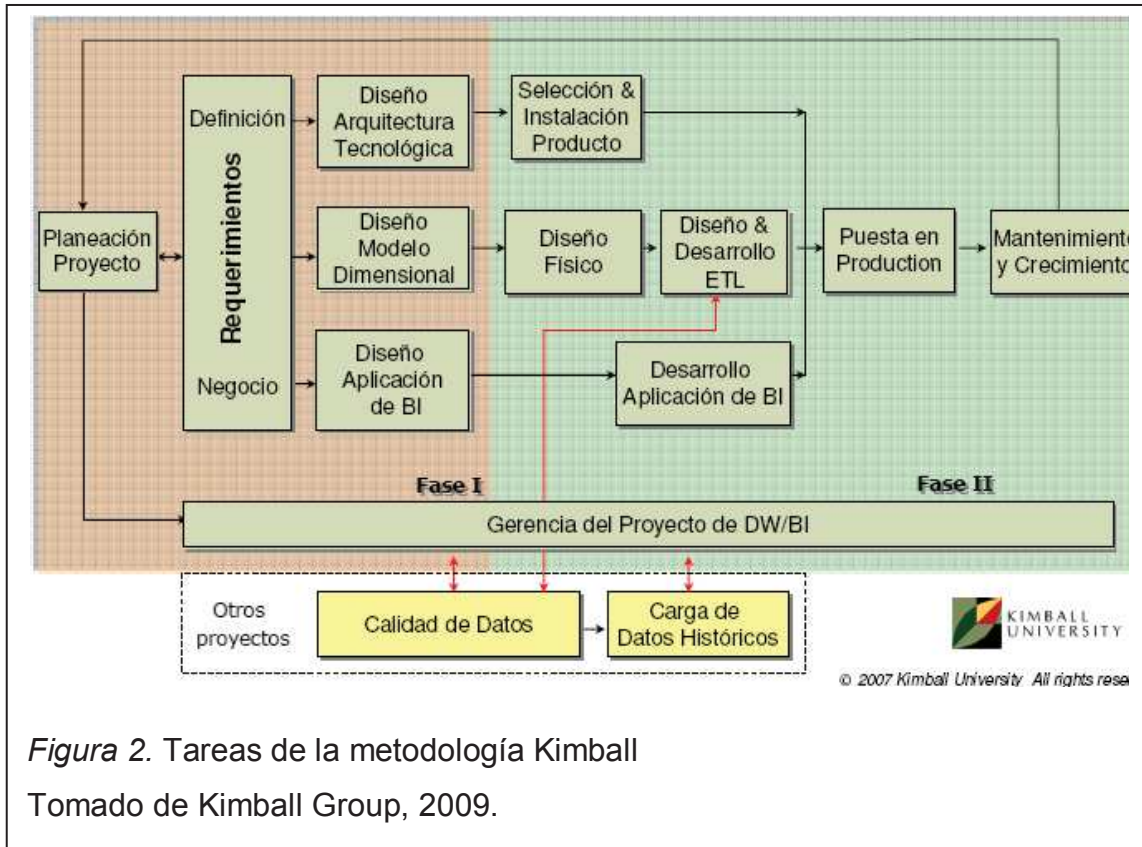 Definición
Requerimientos
Negocio
Diseño
Arquitectura
Tecnológica
Selección &
Instalación
Producto
Planeación
Proyecto
Diseño
Modelo
Dimensional
Diseño
Físico
Diseño &
Desarrollo
ETL
Puesta en
Production
Mantenimiento
y Crecimiento
Diseño
Aplicación
de BI
Desarrollo
Aplicación de BI
Fase I
Fase II
Gerencia del Proyecto de DW/BI
Otros
proyectos
Calidad de Datos
Carga de
Datos Históricos
KIMBALL
UNIVERSITY
© 2007 Kimball University All rights rese
Figura 2. Tareas de la metodología Kimball
Tomado de Kimball Group, 2009.